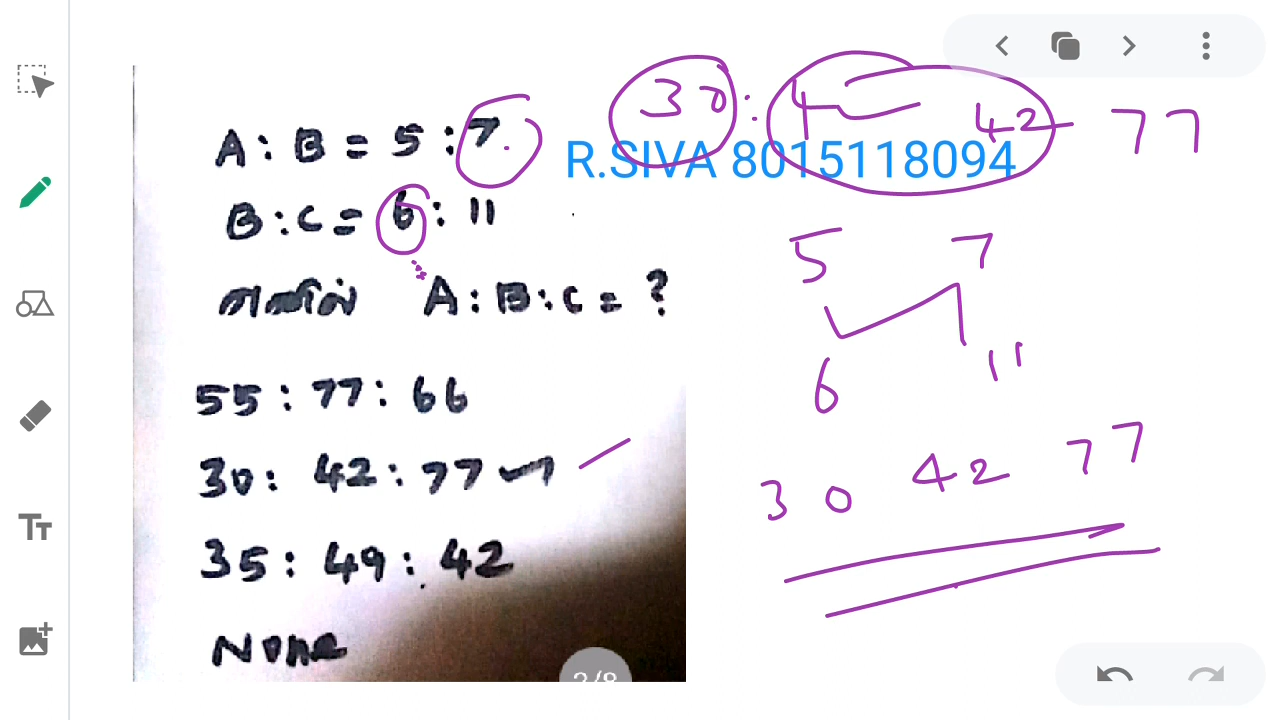 A : B = 5 : 7
B : C = 6 : 11
எனில் A : B : C = ?
55 : 77 : 66
30 : 42 : 77
35 : 49 : 42
None
30 : 42 77
R.SIVA 8015118094
5 7
6 11
30 42 77
Tт